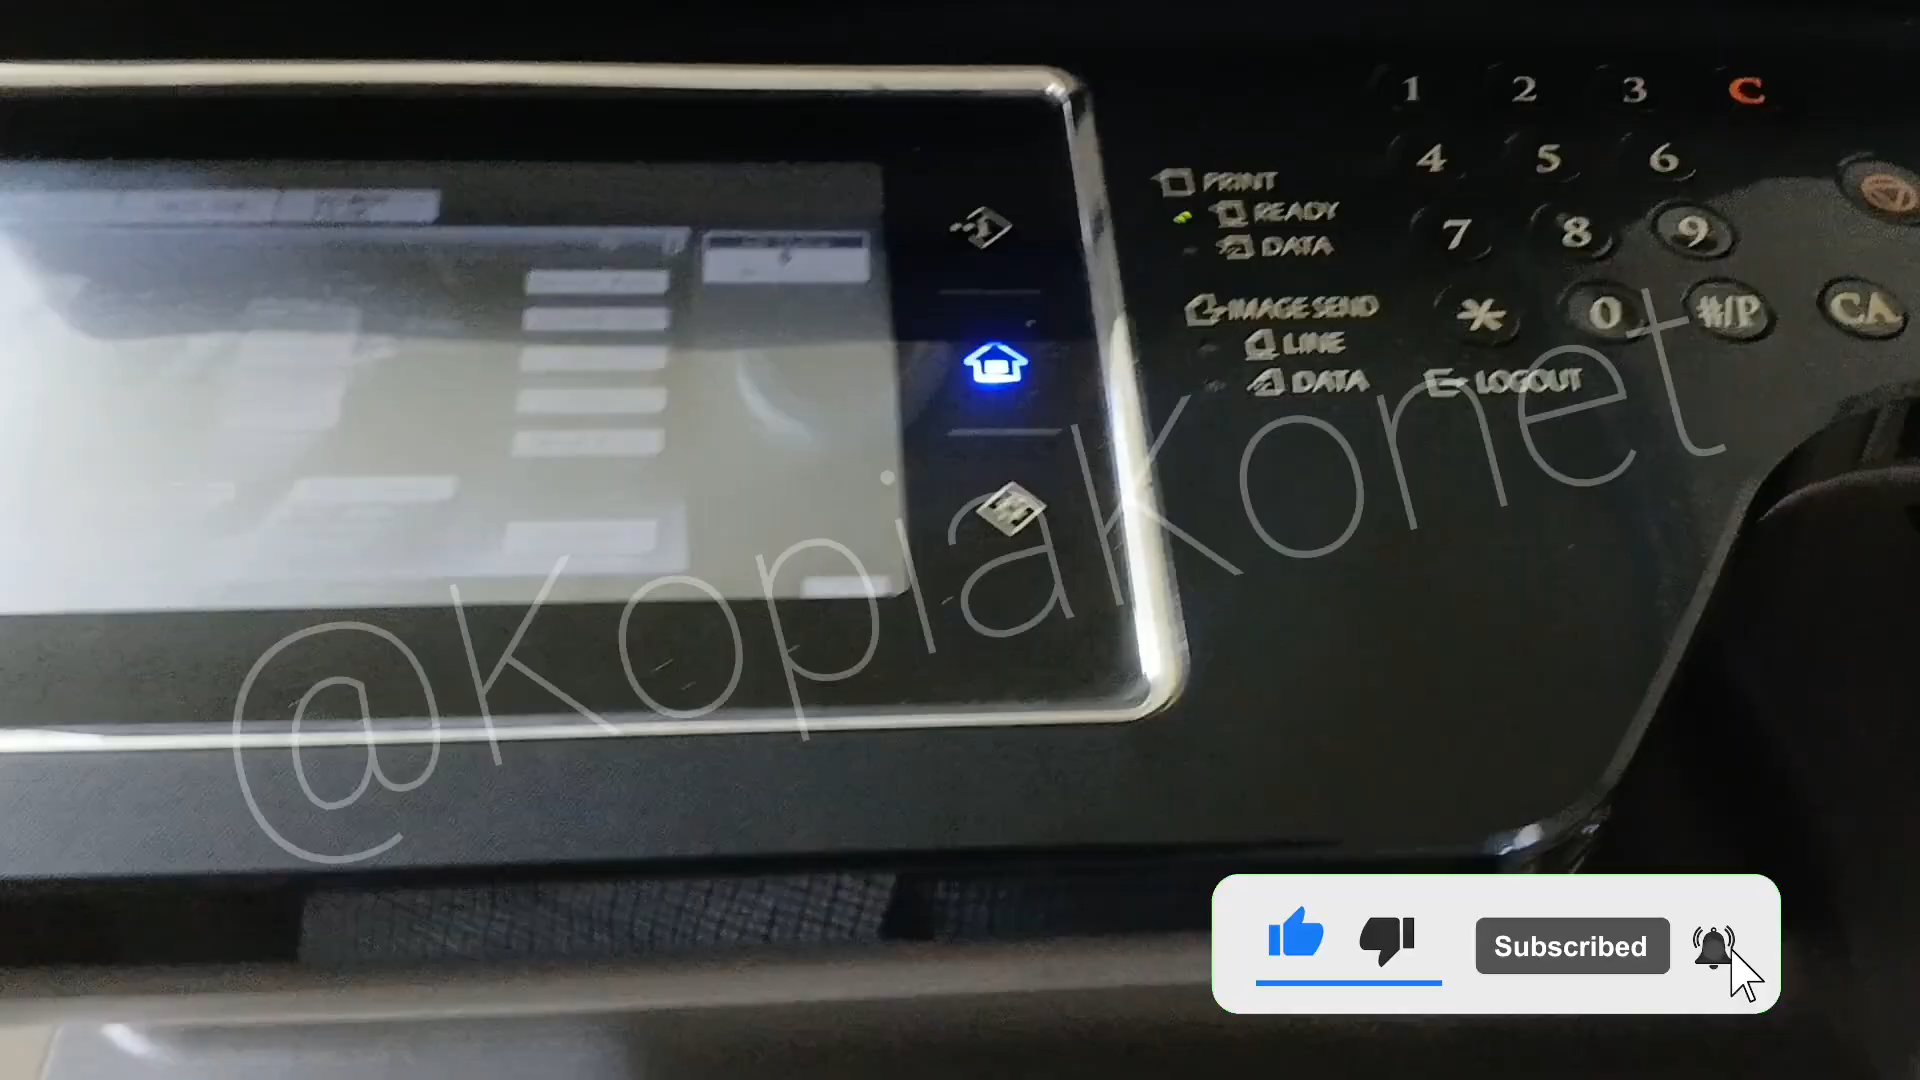 1 2 3 C
4 5 6
PRINT
READY
7 8 9
DATA
IMAGE SEND
* 0 #/P CA
LINE
DATA
LOGOUT
@KopiaKonet
Subscribed